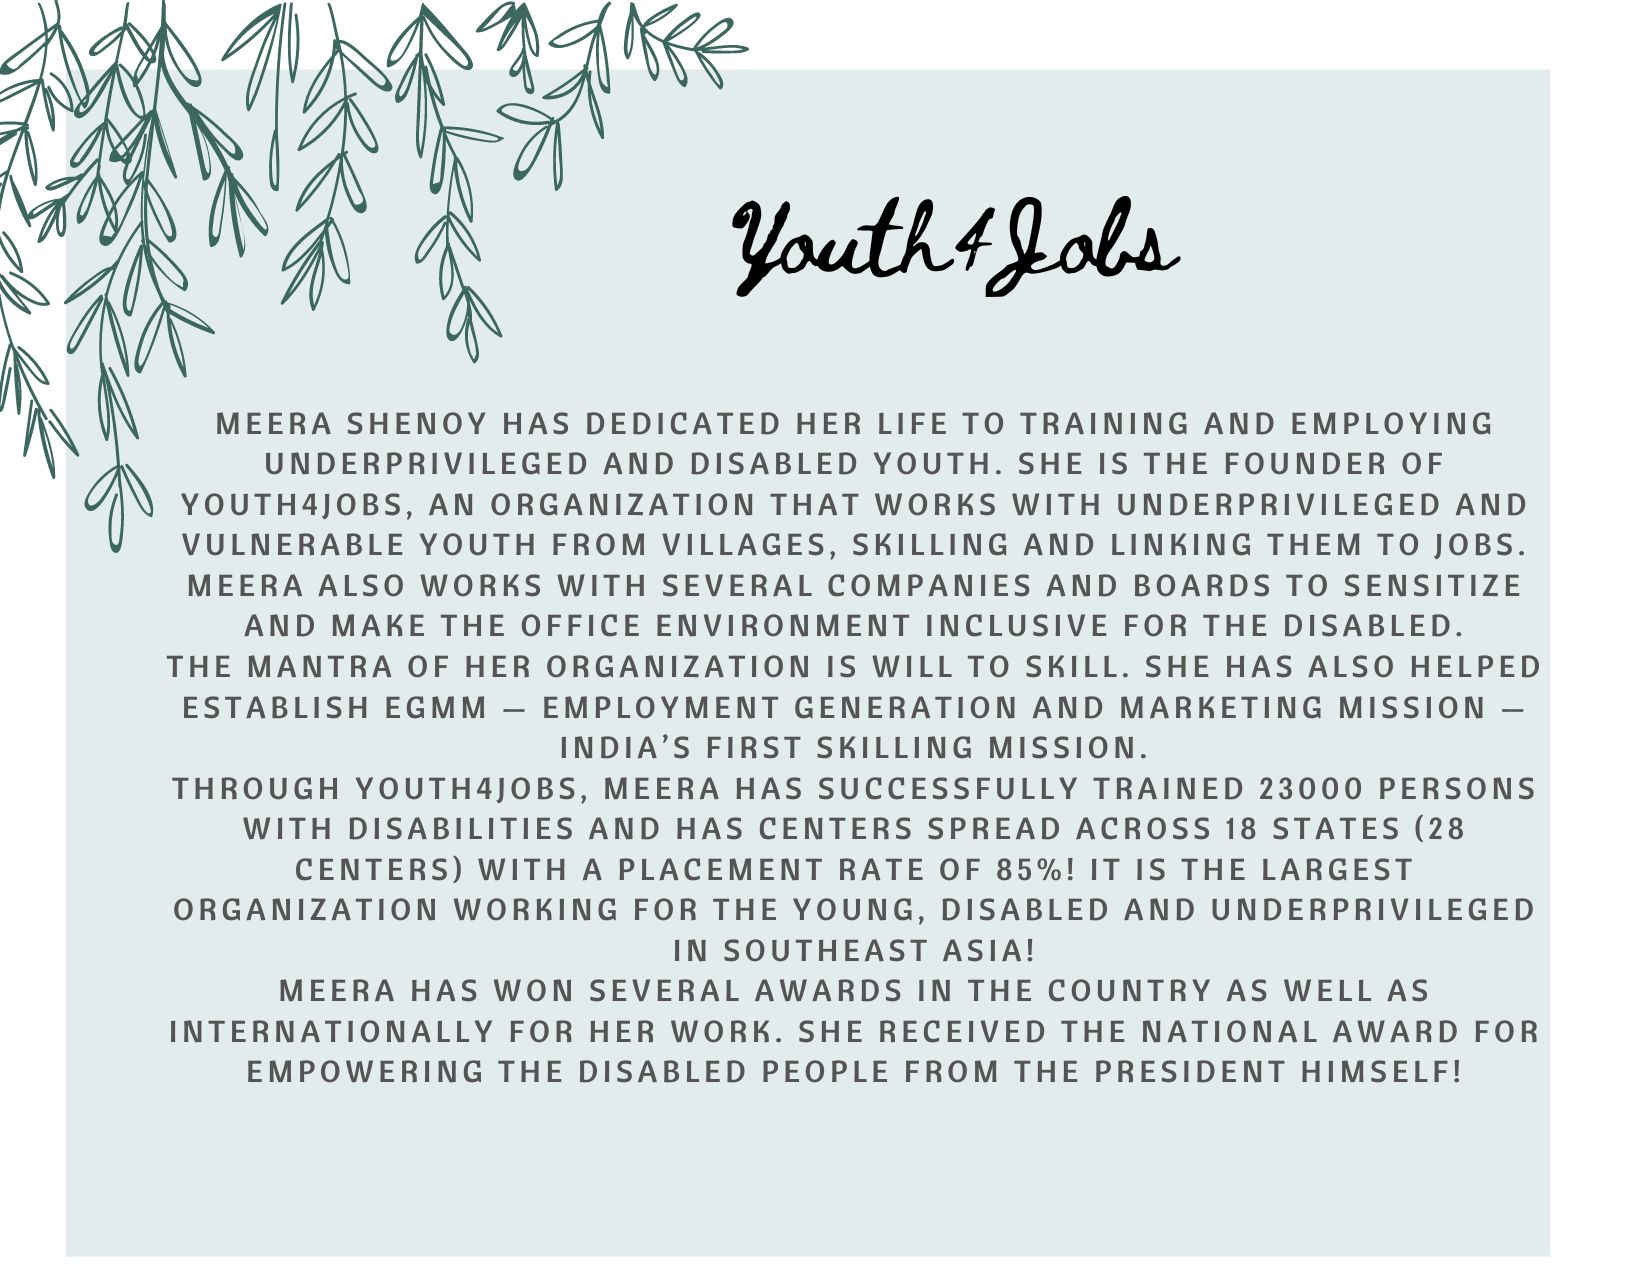 Youth4Jobs
MEERA SHENOY HAS DEDICATED HER LIFE TO TRAINING AND EMPLOYING
UNDERPRIVILEGED AND DISABLED YOUTH. SHE IS THE FOUNDER OF
YOUTH4JOBS, AN ORGANIZATION THAT WORKS WITH UNDERPRIVILEGED AND
VULNERABLE YOUTH FROM VILLAGES, SKILLING AND LINKING THEM TO JOBS.
MEERA ALSO WORKS WITH SEVERAL COMPANIES AND BOARDS TO SENSITIZE
AND MAKE THE OFFICE ENVIRONMENT INCLUSIVE FOR THE DISABLED.
THE MANTRA OF HER ORGANIZATION IS WILL TO SKILL. SHE HAS ALSO HELPED
ESTABLISH EGMM – EMPLOYMENT GENERATION AND MARKETING MISSION –
INDIA’S FIRST SKILLING MISSION.
THROUGH YOUTH4JOBS, MEERA HAS SUCCESSFULLY TRAINED 23000 PERSONS
WITH DISABILITIES AND HAS CENTERS SPREAD ACROSS 18 STATES (28
CENTERS) WITH A PLACEMENT RATE OF 85%! IT IS THE LARGEST
ORGANIZATION WORKING FOR THE YOUNG, DISABLED AND UNDERPRIVILEGED
IN SOUTHEAST ASIA!
MEERA HAS WON SEVERAL AWARDS IN THE COUNTRY AS WELL AS
INTERNATIONALLY FOR HER WORK. SHE RECEIVED THE NATIONAL AWARD FOR
EMPOWERING THE DISABLED PEOPLE FROM THE PRESIDENT HIMSELF!